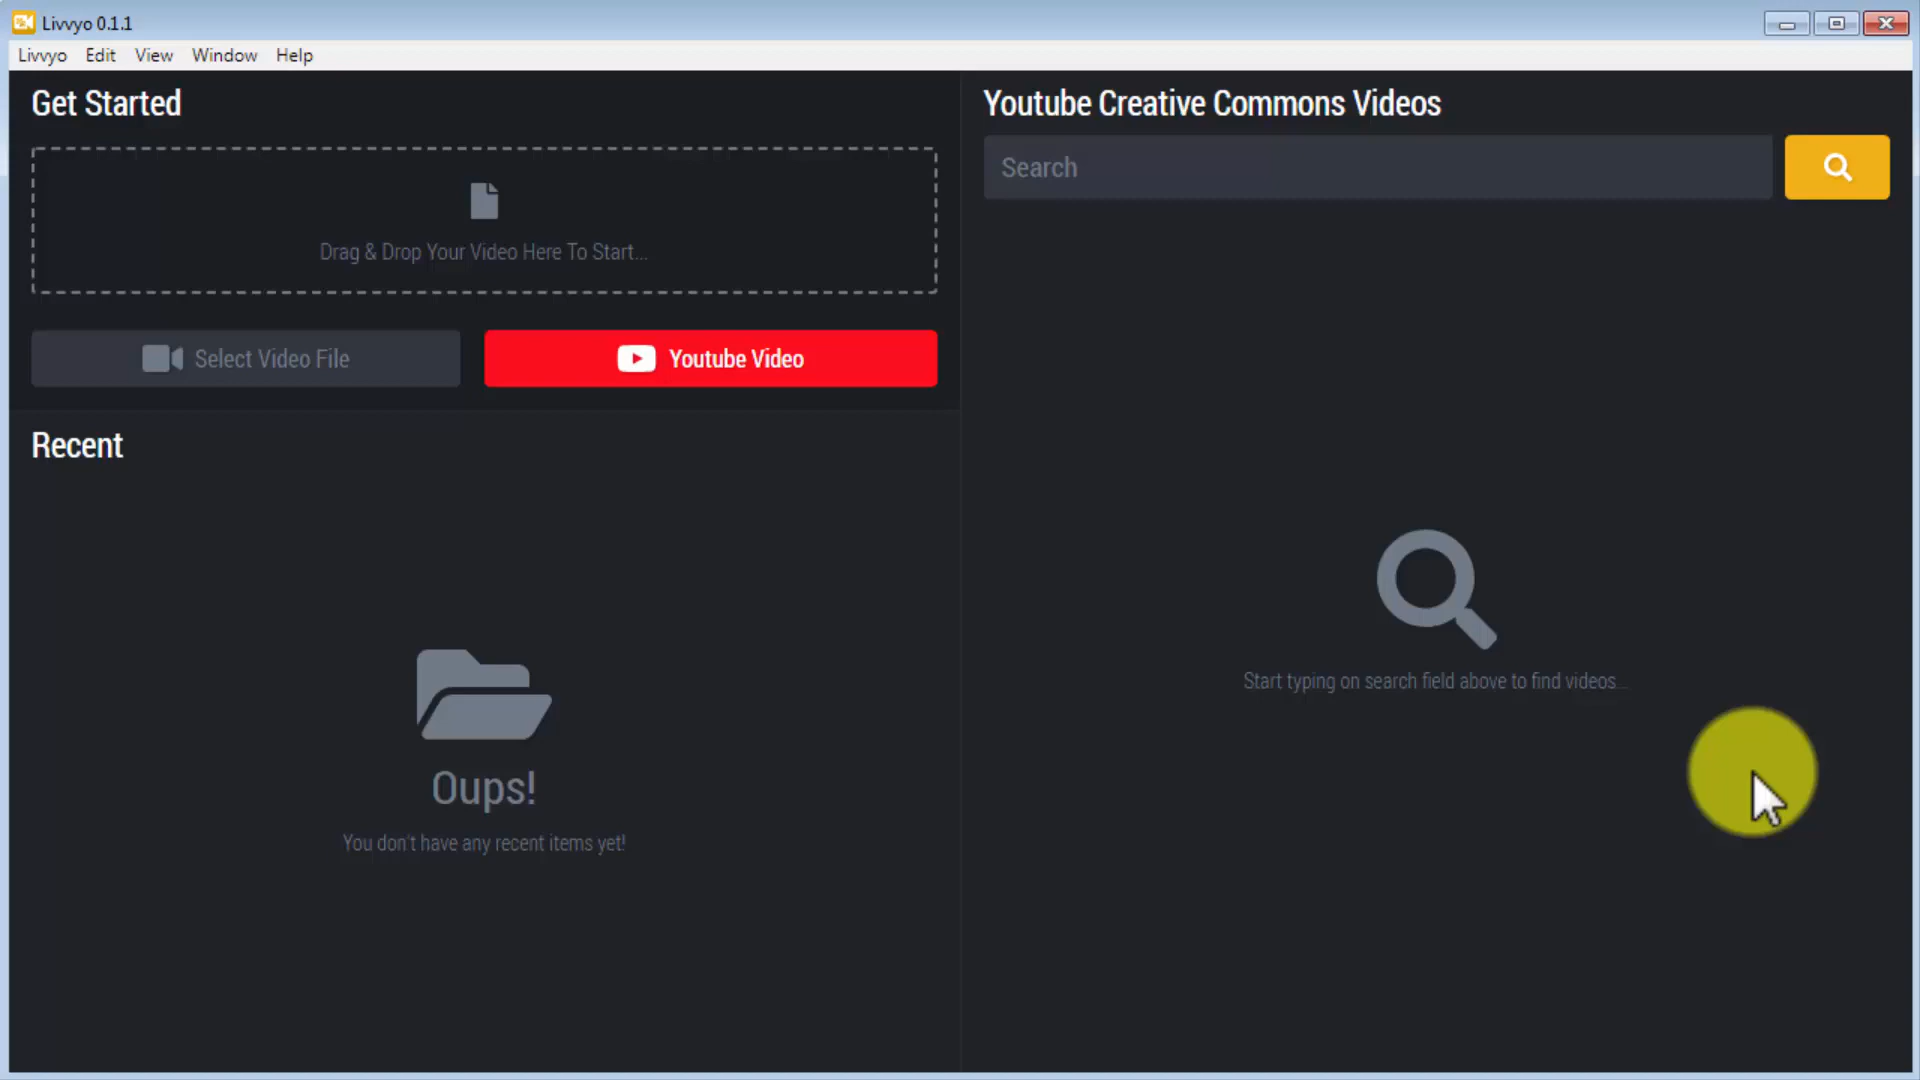 Livvyo 0.1.1
Livvyo Edit View Window Help
Get Started
Drag & Drop Your Video Here To Start...
Select Video File
Youtube Video
Recent
Oups!
You don't have any recent items yet!
Youtube Creative Commons Videos
Search
Start typing on search field above to find videos...